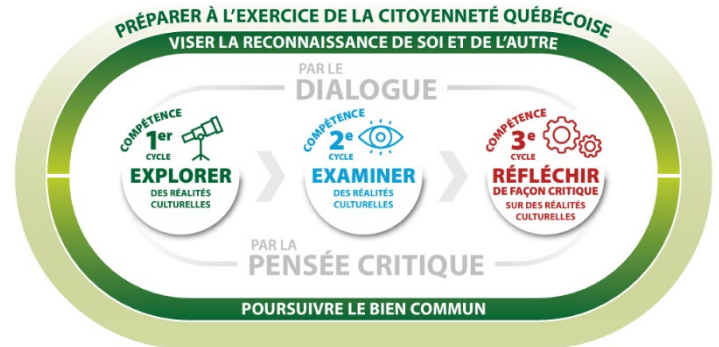 PRÉPARER À L'EXERCICE DE LA CITOYENNETÉ QUÉBÉCOISE
VISER LA RECONNAISSANCE DE SOI ET DE L'AUTRE
PAR LE
DIALOGUE
COMPÉTENCE
1er
CYCLE
EXPLORER
DES RÉALITÉS
CULTURELLES
COMPÉTENCE
2e
CYCLE
EXAMINER
DES RÉALITÉS
CULTURELLES
COMPÉTENCE
3e
CYCLE
RÉFLÉCHIR
DE FAÇON CRITIQUE
SUR DES RÉALITÉS
CULTURELLES
PAR LA
PENSÉE CRITIQUE
POURSUIVRE LE BIEN COMMUN